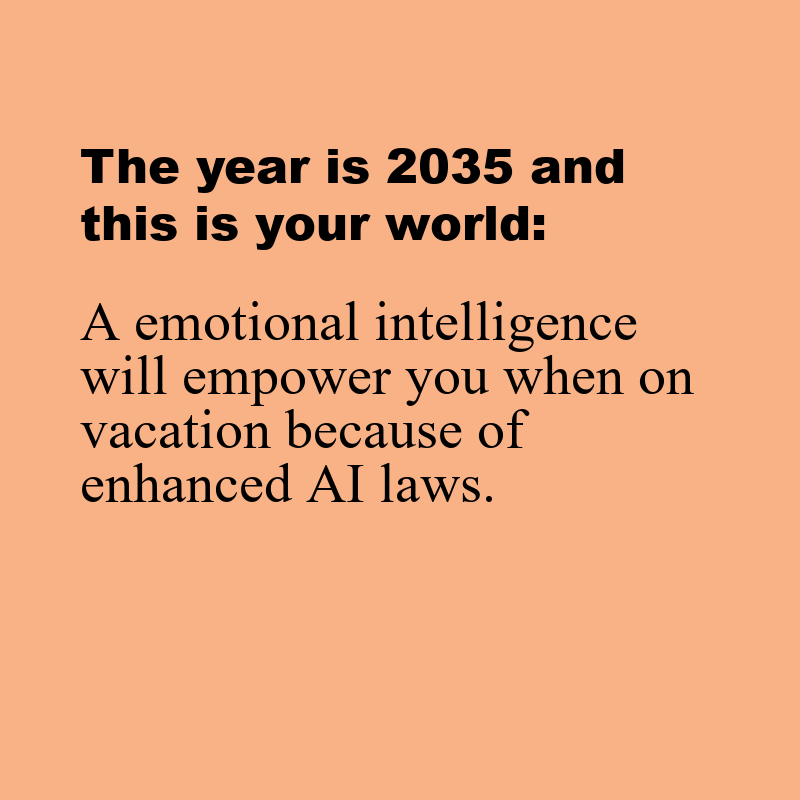 The year is 2035 and
this is your world:
A emotional intelligence
will empower you when on
vacation because of
enhanced AI laws.